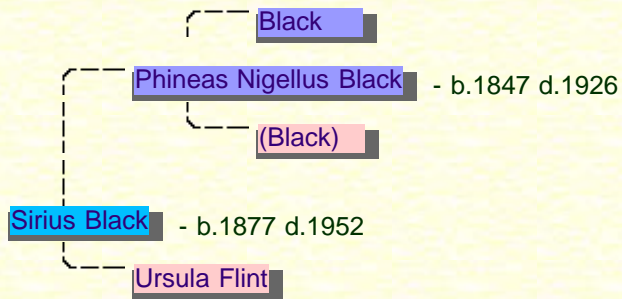 Black
Phineas Nigellus Black - b.1847 d.1926
(Black)
Sirius Black - b.1877 d.1952
Ursula Flint